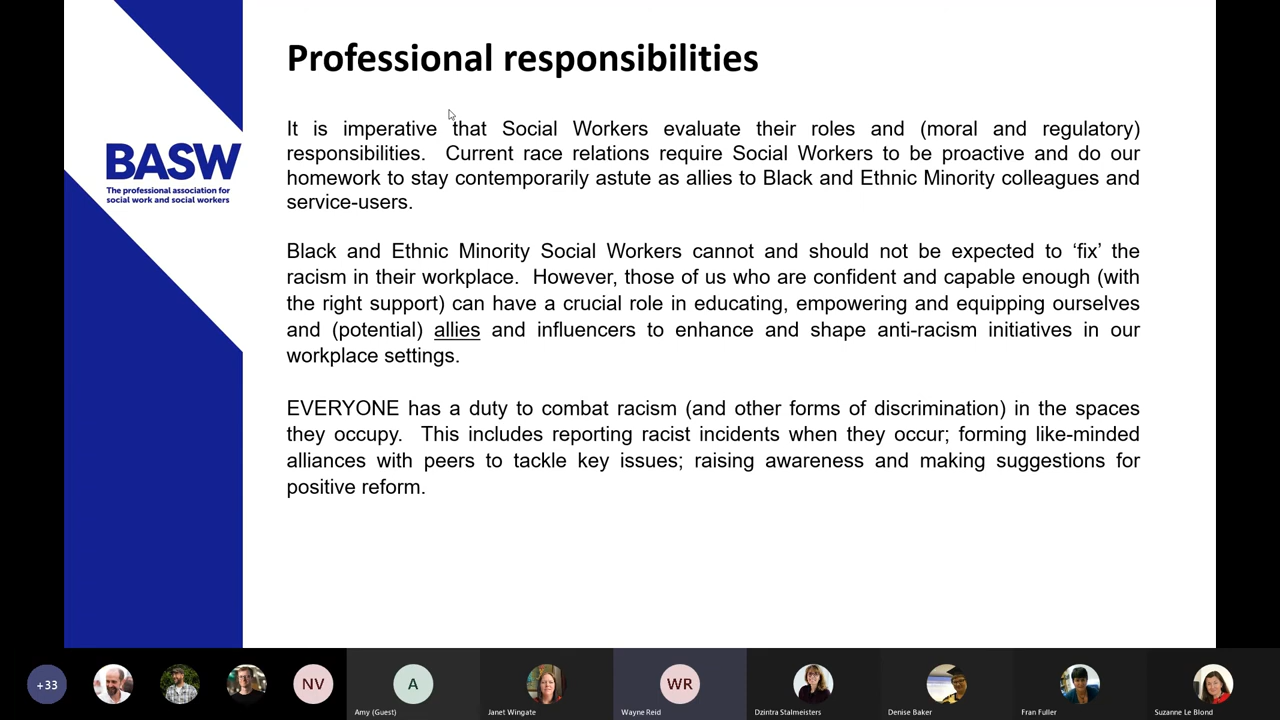 Professional responsibilities
It is imperative that Social Workers evaluate their roles and (moral and regulatory)
responsibilities. Current race relations require Social Workers to be proactive and do our
homework to stay contemporarily astute as allies to Black and Ethnic Minority colleagues and
service-users.
BASW
The professional association for
social work and social workers
Black and Ethnic Minority Social Workers cannot and should not be expected to ‘fix’ the
racism in their workplace. However, those of us who are confident and capable enough (with
the right support) can have a crucial role in educating, empowering and equipping ourselves
and (potential) allies and influencers to enhance and shape anti-racism initiatives in our
workplace settings.
EVERYONE has a duty to combat racism (and other forms of discrimination) in the spaces
they occupy. This includes reporting racist incidents when they occur; forming like-minded
alliances with peers to tackle key issues; raising awareness and making suggestions for
positive reform.
+33
NV
A
WR
Amy (Guest)
Janet Wingate
Wayne Reid
Dzintra Stalmeisters
Denise Baker
Fran Fuller
Suzanne Le Blond